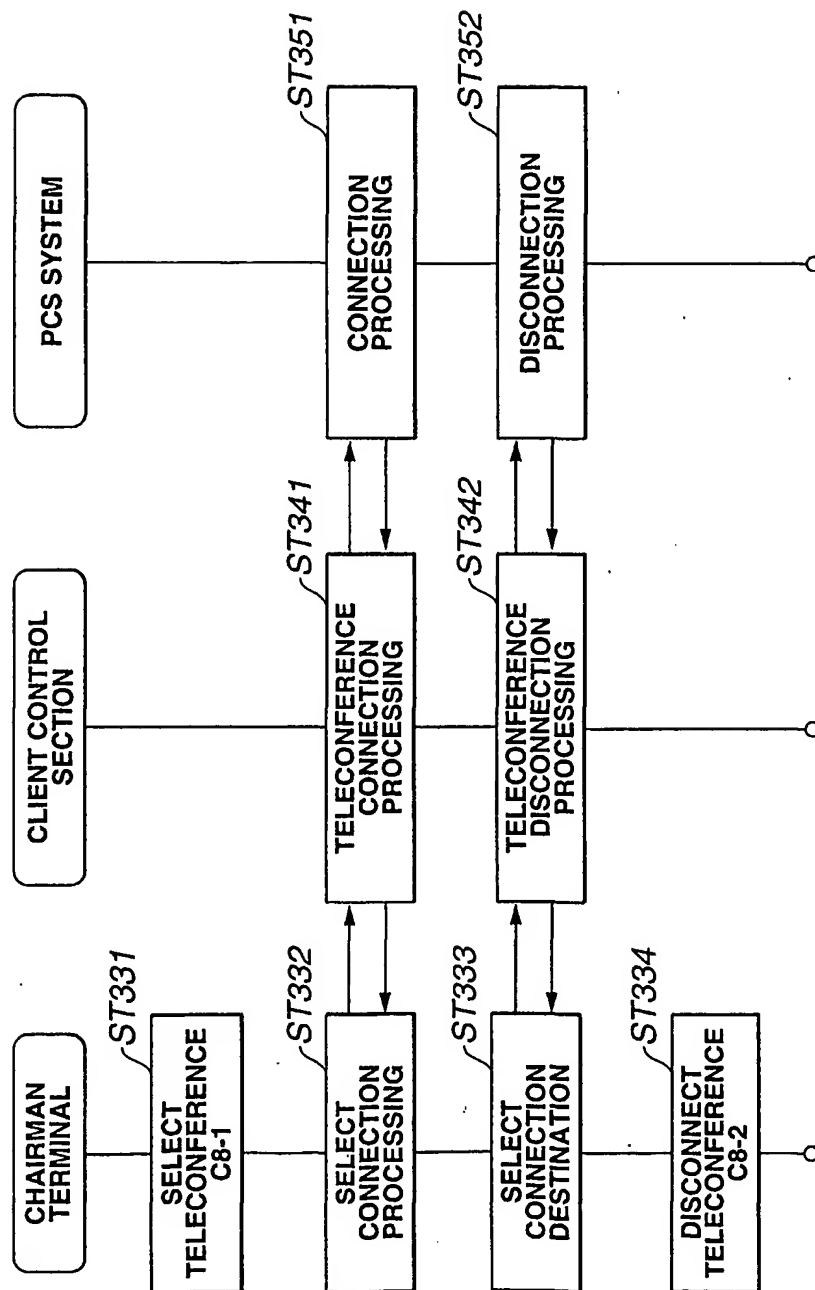 CHAIRMAN
TERMINAL
CLIENT CONTROL
SECTION
PCS SYSTEM
ST331
SELECT
TELECONFERENCE
C8-1
ST332
SELECT
CONNECTION
PROCESSING
ST341
TELECONFERENCE
CONNECTION
PROCESSING
ST351
CONNECTION
PROCESSING
ST333
SELECT
CONNECTION
DESTINATION
ST342
TELECONFERENCE
DISCONNECTION
PROCESSING
ST352
DISCONNECTION
PROCESSING
ST334
DISCONNECT
TELECONFERENCE
C8-2